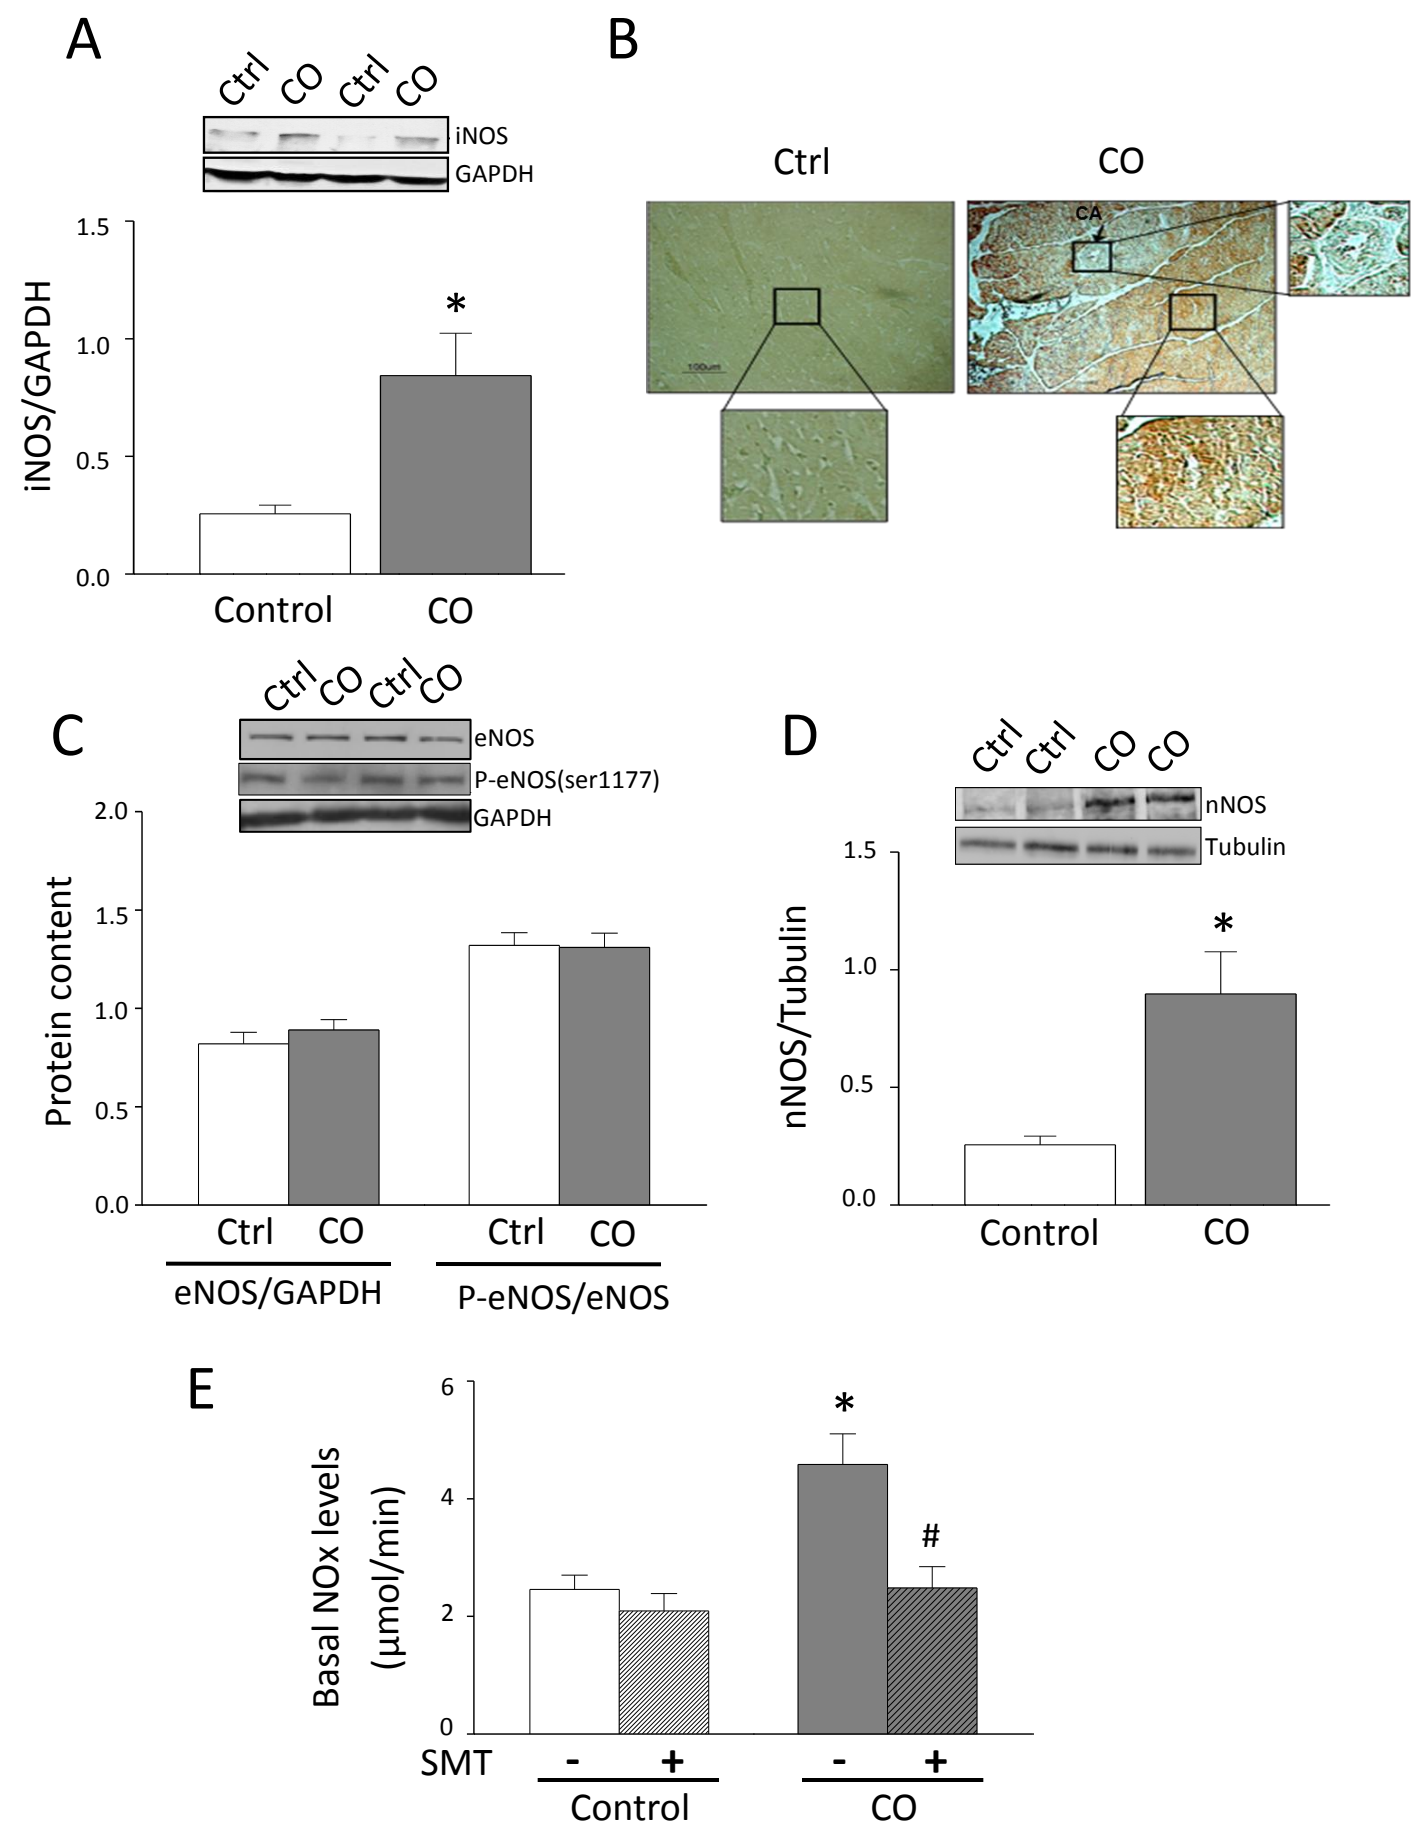 A
Ctrl CO Ctrl CO
iNOS
GAPDH
1.5
1.0
0.5
0.0
iNOS/GAPDH
*
Control CO
B
Ctrl CO
CA
100um
C
Ctrl CO Ctrl CO
eNOS
P-eNOS(ser1177)
GAPDH
2.0
1.5
1.0
0.5
0.0
Protein content
Ctrl CO Ctrl CO
eNOS/GAPDH P-eNOS/eNOS
D
Ctrl Ctrl CO CO
nNOS
Tubulin
1.5
1.0
0.5
0.0
nNOS/Tubulin
*
Control CO
E
6
4
2
0
Basal NOx levels
(µmol/min)
*
#
SMT - + - +
Control CO